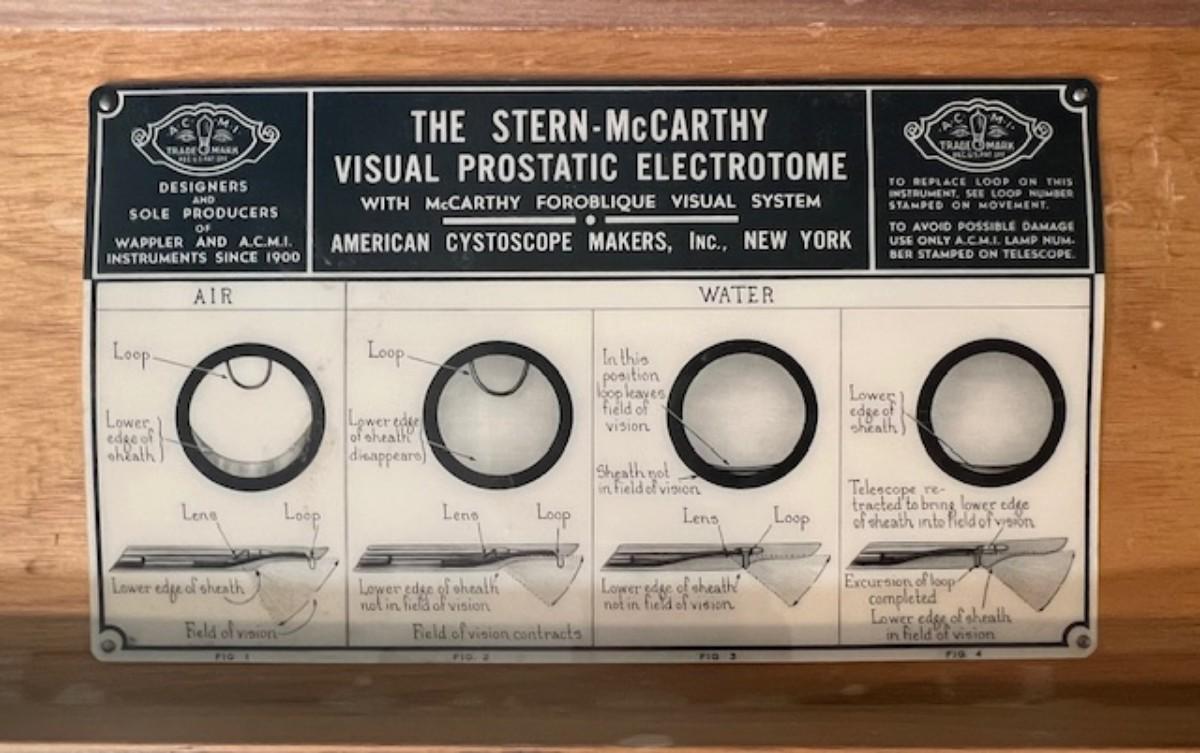 A.C. M.I.
TRADE MARK
REG. U.S. PAT. OFF.
DESIGNERS
AND
SOLE PRODUCERS
OF
WAPPLER AND A.C.M.I.
INSTRUMENTS SINCE 1900
THE STERN-McCARTHY
VISUAL PROSTATIC ELECTROTOME
WITH McCARTHY FOROBLIQUE VISUAL SYSTEM
AMERICAN CYSTOSCOPE MAKERS, Inc., NEW YORK
A.C. M.I.
TRADE MARK
REG. U.S. PAT. OFF.
TO REPLACE LOOP ON THIS
INSTRUMENT, SEE LOOP NUMBER
STAMPED ON MOVEMENT.
TO AVOID POSSIBLE DAMAGE
USE ONLY A.C.M.I. LAMP NUM-
BER STAMPED ON TELESCOPE.
AIR
WATER
Loop
Lower
edge of
sheath
Lens
Loop
Lower edge of sheath
Field of vision
FIG. 1
Loop
Lower edge
of sheath
disappears
Lens
Loop
Lower edge of sheath
not in field of vision
Field of vision contracts
FIG. 2
In this
position
loop leaves
field of
vision
Sheath not
in field of vision
Lens
Loop
Lower edge of sheath
not in field of vision
FIG. 3
Lower
edge of
sheath
Telescope re-
tracted to bring lower edge
of sheath into field of vision
Excursion of loop
completed
Lower edge of sheath
in field of vision
FIG. 4